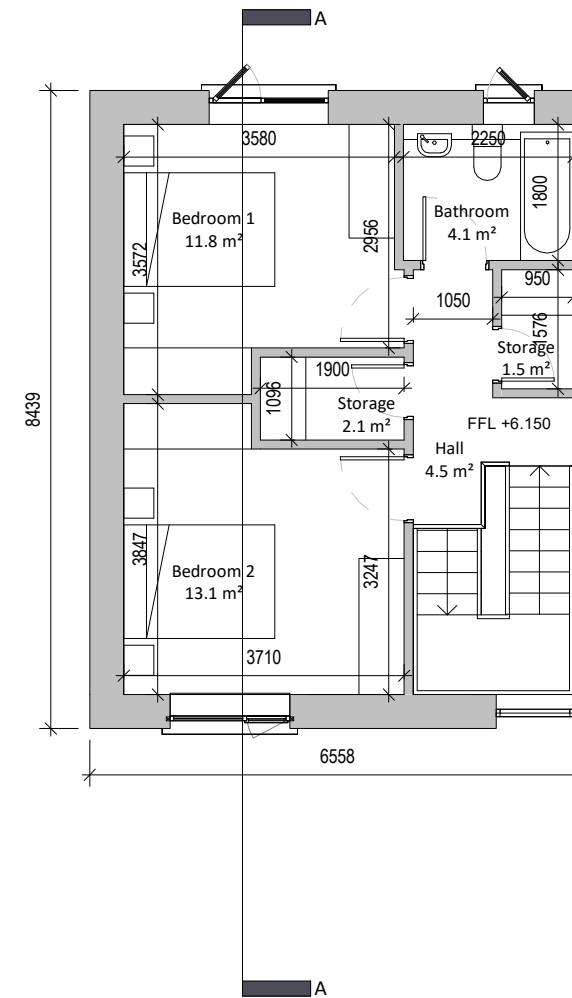 A
3580
2250
Bedroom 1
11.8 m²
3572
2956
Bathroom
4.1 m²
1800
950
1050
1576
Storage
1.5 m²
1900
1096
Storage
2.1 m²
8439
FFL +6.150
Hall
4.5 m²
3847
Bedroom 2
13.1 m²
3247
3710
6558
A